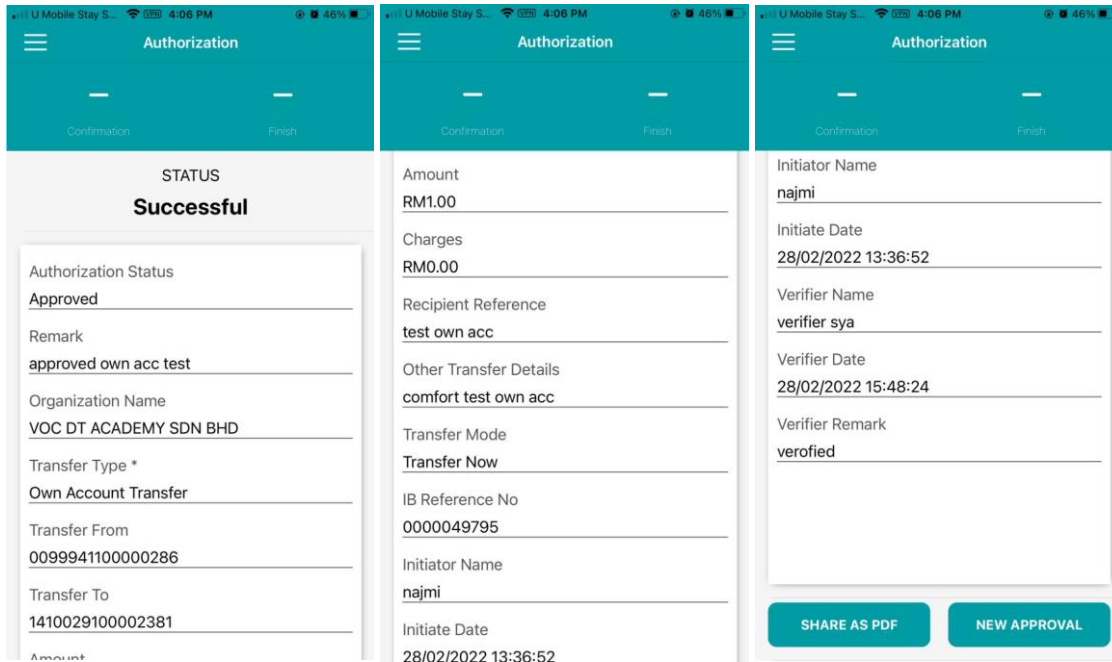 U Mobile Stay S... VPN 4:06 PM 46%
Authorization
Confirmation Finish
STATUS
Successful
Authorization Status
Approved
Remark
approved own acc test
Organization Name
VOC DT ACADEMY SDN BHD
Transfer Type *
Own Account Transfer
Transfer From
0099941100000286
Transfer To
1410029100002381
Amount
U Mobile Stay S... VPN 4:06 PM 46%
Authorization
Confirmation Finish
Amount
RM1.00
Charges
RM0.00
Recipient Reference
test own acc
Other Transfer Details
comfort test own acc
Transfer Mode
Transfer Now
IB Reference No
0000049795
Initiator Name
najmi
Initiate Date
28/02/2022 13:36:52
U Mobile Stay S... VPN 4:06 PM 46%
Authorization
Confirmation Finish
Initiator Name
najmi
Initiate Date
28/02/2022 13:36:52
Verifier Name
verifier sya
Verifier Date
28/02/2022 15:48:24
Verifier Remark
verofied
SHARE AS PDF NEW APPROVAL